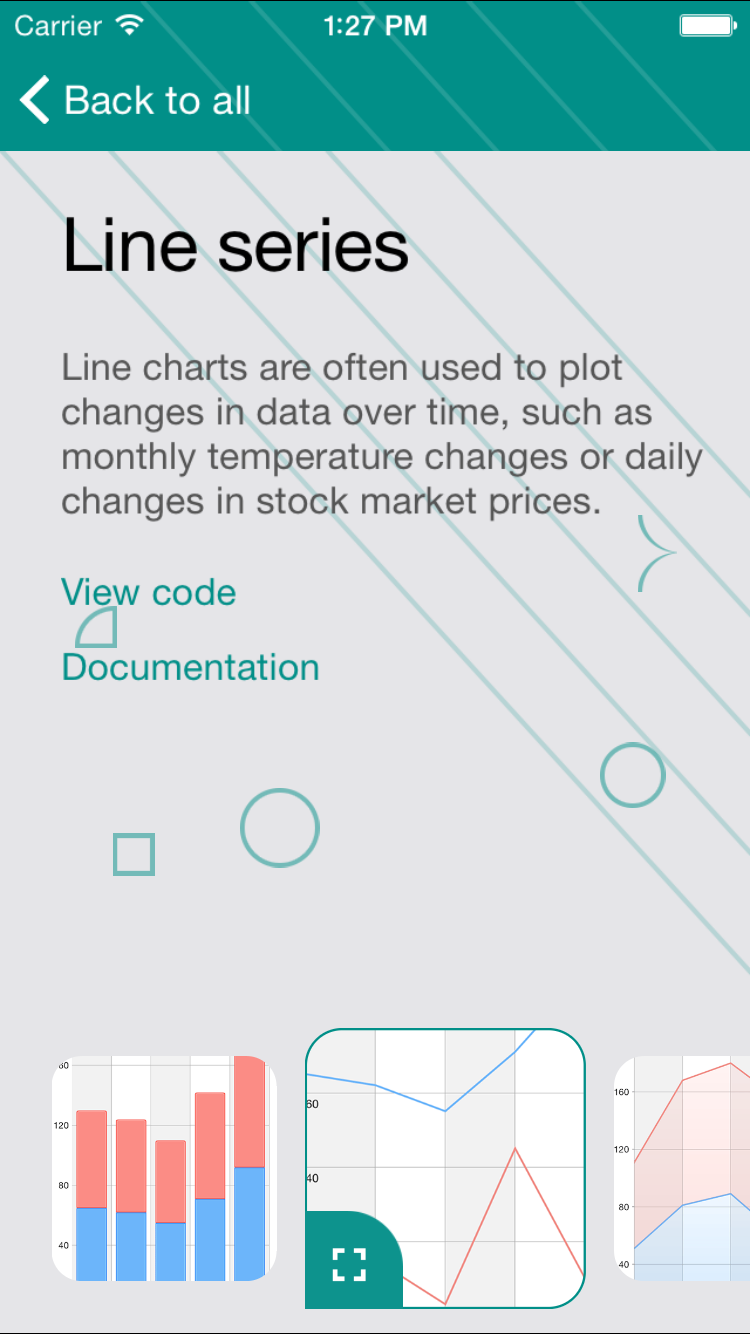 Carrier
1:27 PM
Back to all
Line series
Line charts are often used to plot
changes in data over time, such as
monthly temperature changes or daily
changes in stock market prices.
View code
Documentation
120
80
40
60
40
160
120
80
40